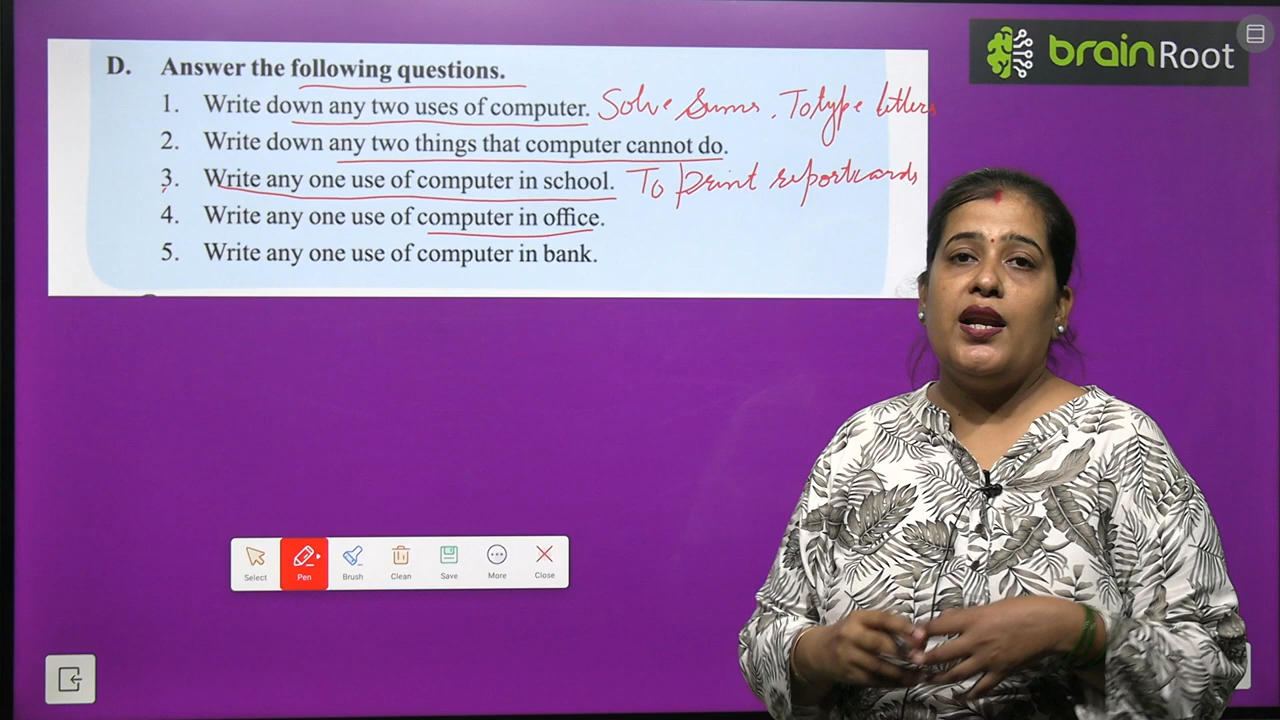 brainRoot
D. Answer the following questions.
1. Write down any two uses of computer. Solve Sums. To type letters
2. Write down any two things that computer cannot do.
3. Write any one use of computer in school. To print reportcards
4. Write any one use of computer in office.
5. Write any one use of computer in bank.
Select Pen Brush Clean Save More Close